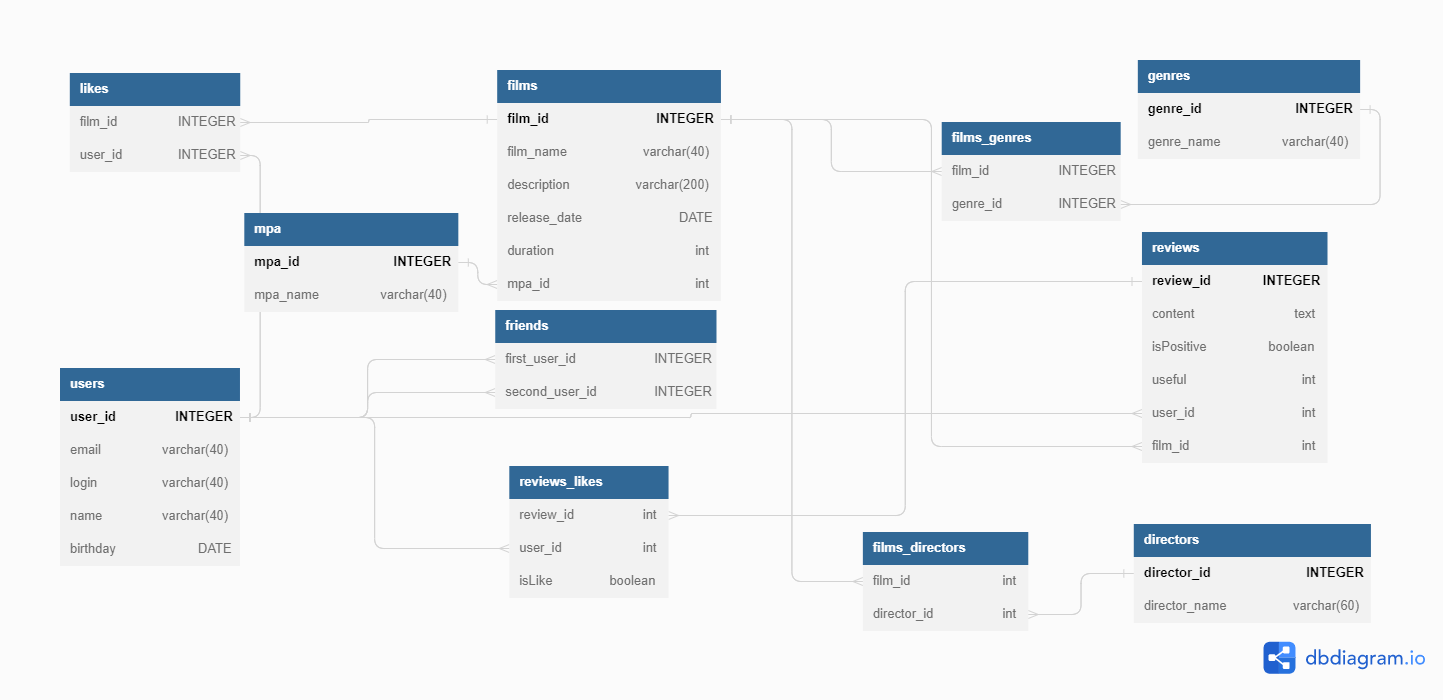 likes
film_id INTEGER
user_id INTEGER
films
film_id INTEGER
film_name varchar(40)
description varchar(200)
release_date DATE
duration int
mpa_id int
genres
genre_id INTEGER
genre_name varchar(40)
films_genres
film_id INTEGER
genre_id INTEGER
mpa
mpa_id INTEGER
mpa_name varchar(40)
reviews
review_id INTEGER
content text
isPositive boolean
useful int
user_id int
film_id int
friends
first_user_id INTEGER
second_user_id INTEGER
users
user_id INTEGER
email varchar(40)
login varchar(40)
name varchar(40)
birthday DATE
reviews_likes
review_id int
user_id int
isLike boolean
films_directors
film_id int
director_id int
directors
director_id INTEGER
director_name varchar(60)
dbdiagram.io